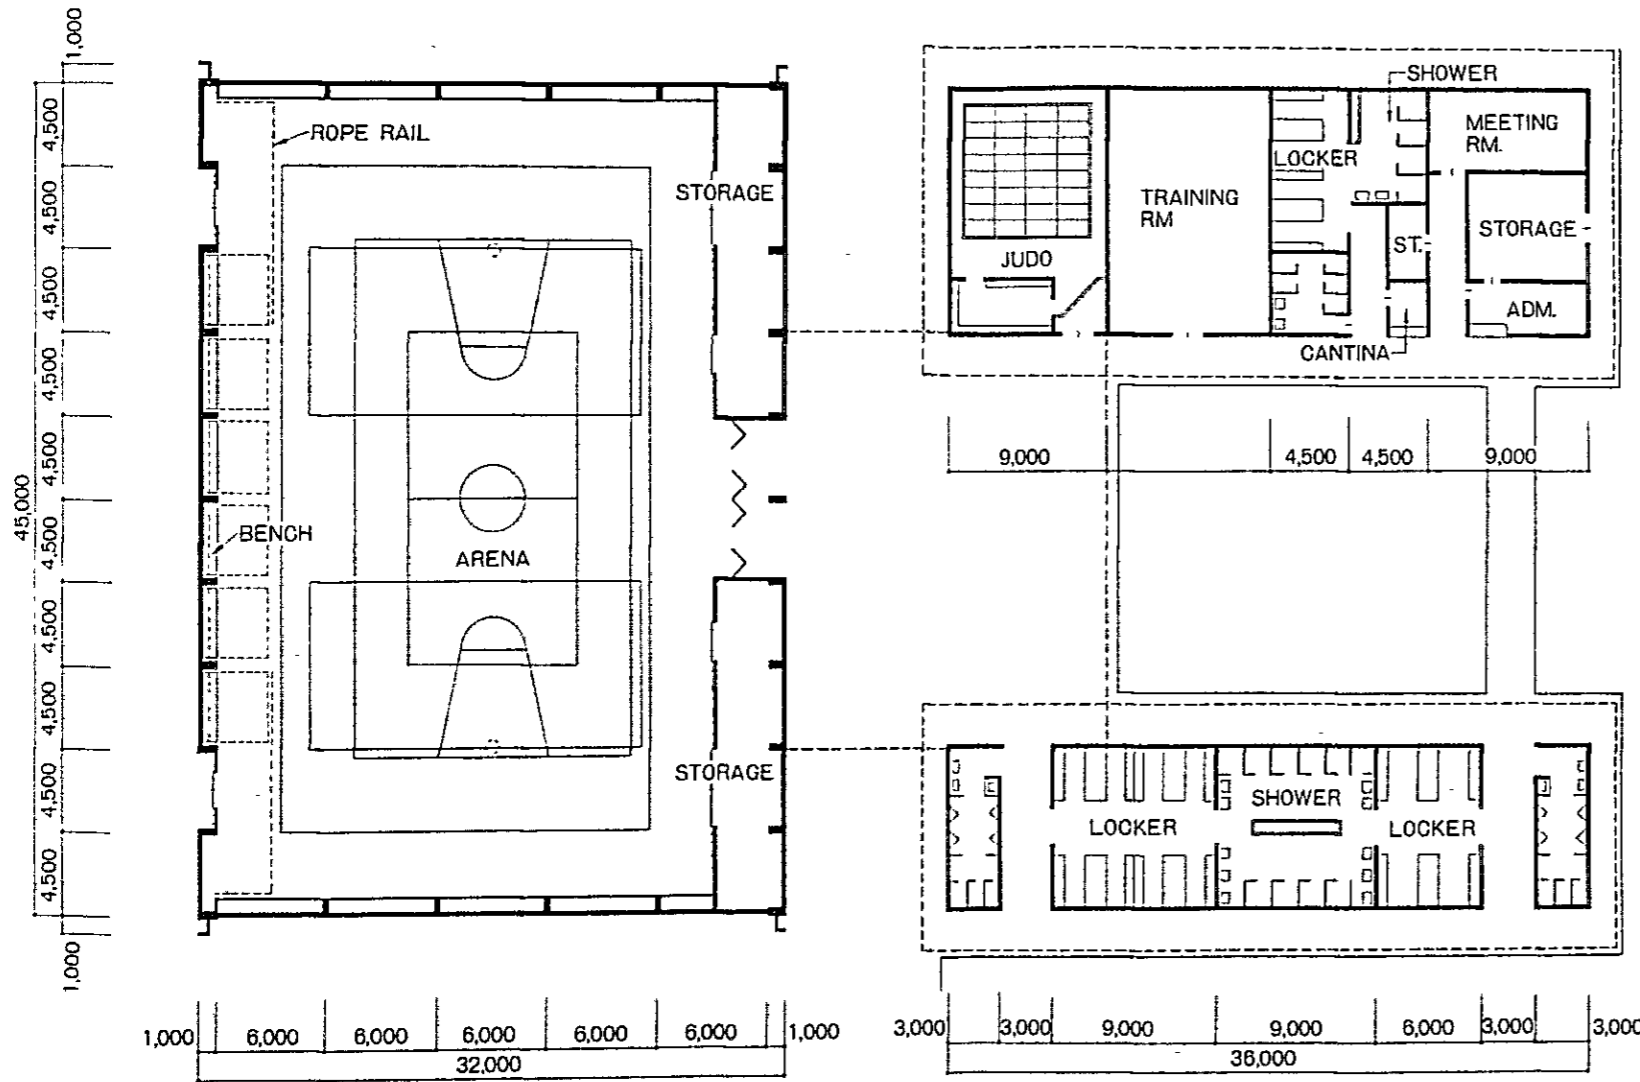 1,000
4,500
4,500
4,500
4,500
4,500
4,500
4,500
4,500
4,500
4,500
45,000
1,000
ROPE RAIL
STORAGE
BENCH
ARENA
STORAGE
1,000
6,000
6,000
6,000
6,000
6,000
1,000
32,000
SHOWER
MEETING
RM.
LOCKER
TRAINING
RM
STORAGE
ST.
JUDO
ADM.
CANTINA
9,000
4,500
4,500
9,000
SHOWER
LOCKER
LOCKER
3,000
3,000
9,000
9,000
6,000
3,000
3,000
36,000